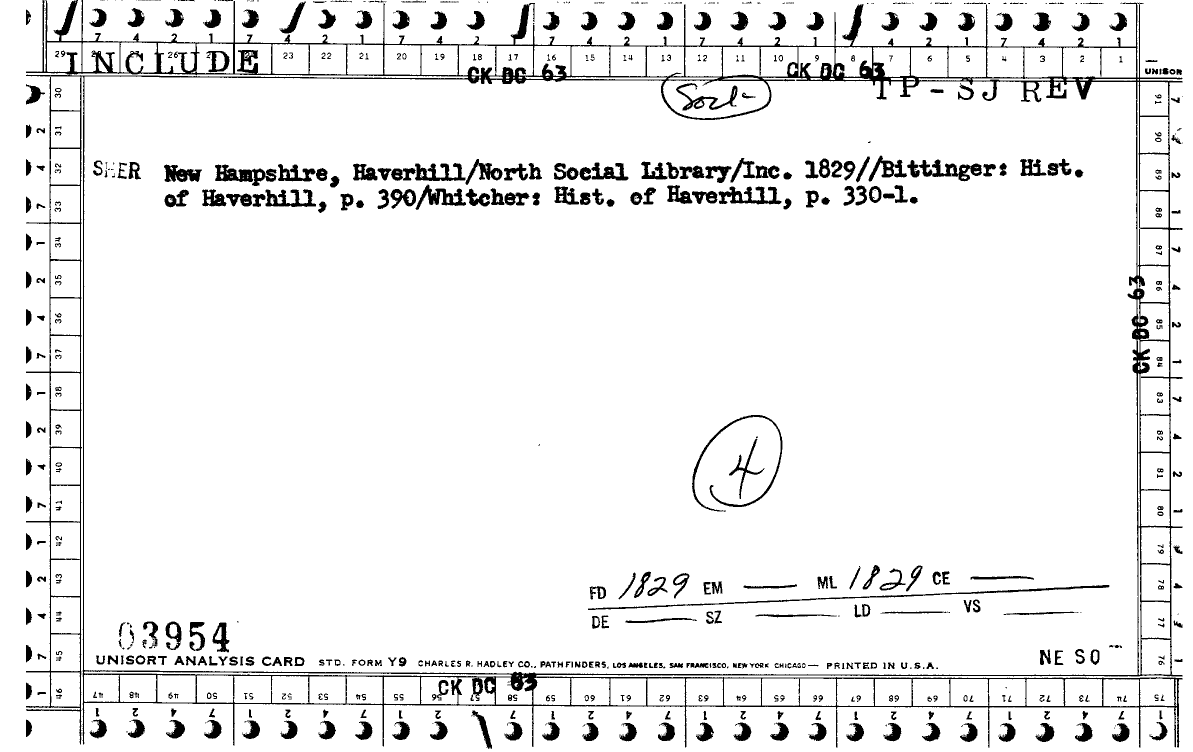 INCLUDE
CK DC 63
CK DC 63
UNISOR
TP-SJ REV
Socl-
SHER New Hampshire, Haverhill/North Social Library/Inc. 1829//Bittinger: Hist.
of Haverhill, p. 390/Whitcher: Hist. of Haverhill, p. 330-1.
CK DC 63
4
FD 1829 EM — ML 1829 CE —
DE — SZ — LD — VS —
03954
UNISORT ANALYSIS CARD STD. FORM Y9 CHARLES R. HADLEY CO., PATHFINDERS, LOS ANGELES, SAN FRANCISCO, NEW YORK CHICAGO— PRINTED IN U.S.A.
NE SO
CK DC 63